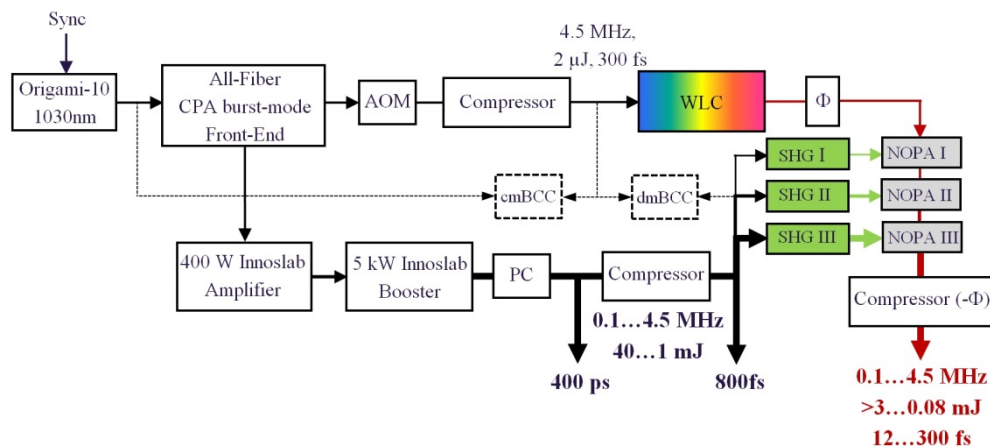 Sync
Origami-10
1030nm
All-Fiber
CPA burst-mode
Front-End
AOM
Compressor
4.5 MHz,
2 µJ, 300 fs
WLC
Φ
SHG I
NOPA I
cmBCC
dmBCC
SHG II
NOPA II
SHG III
NOPA III
400 W Innoslab
Amplifier
5 kW Innoslab
Booster
PC
Compressor
Compressor (-Φ)
0.1…4.5 MHz
40…1 mJ
400 ps
800fs
0.1…4.5 MHz
>3…0.08 mJ
12…300 fs